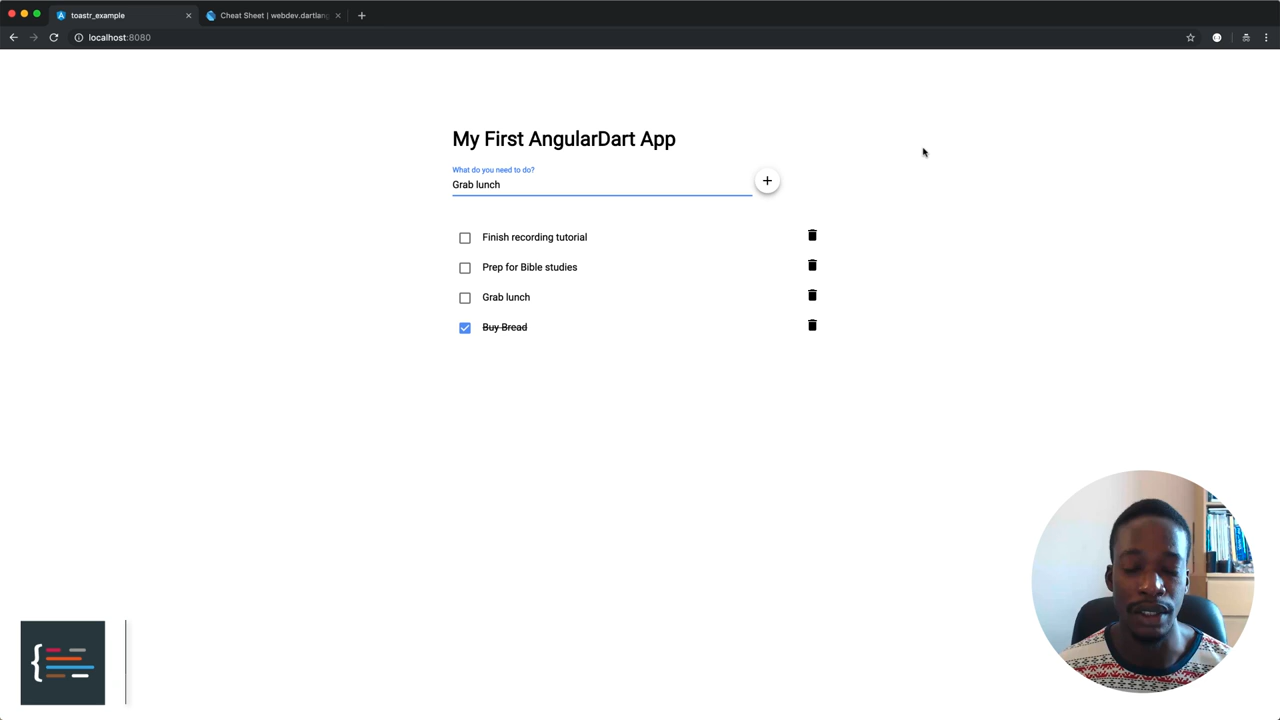 toastr_example
Cheat Sheet | webdev.dartlang
localhost:8080
My First AngularDart App
What do you need to do?
Grab lunch
Finish recording tutorial
Prep for Bible studies
Grab lunch
Buy Bread